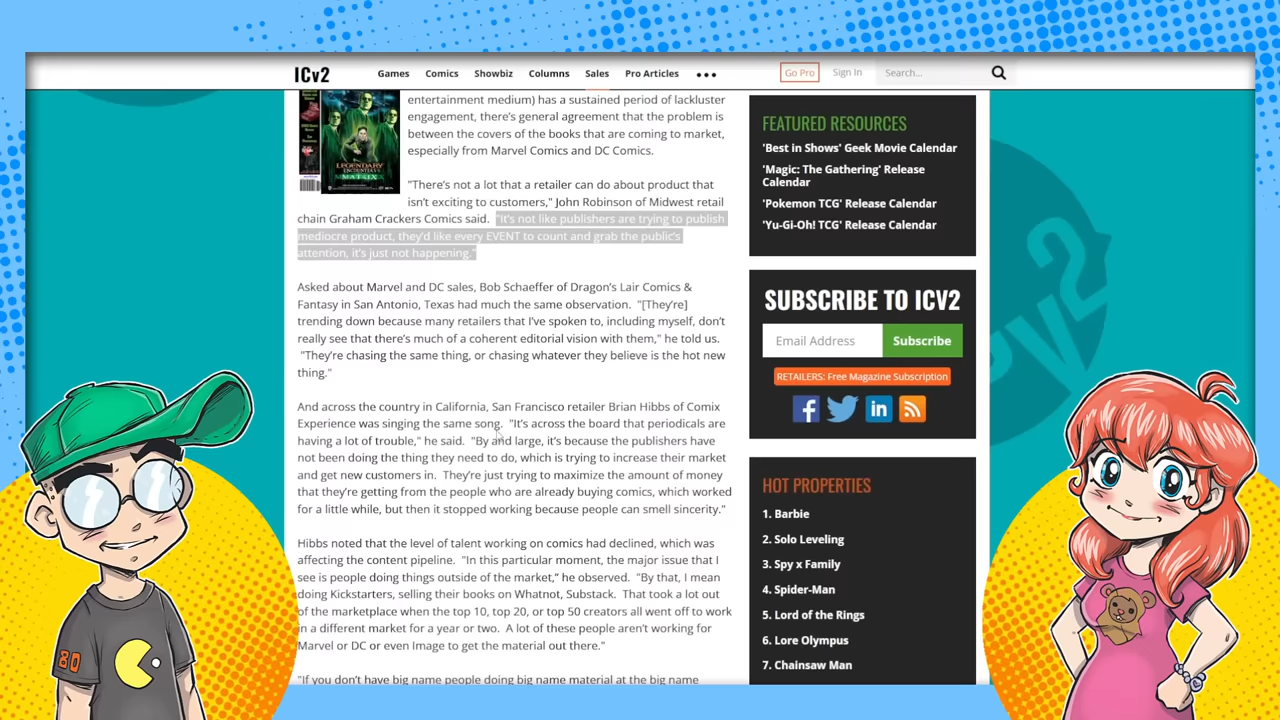 ICv2
Games
Comics
Showbiz
Columns
Sales
Pro Articles
Go Pro
Sign In
Search...
LEGENDARY
ENCOUNTERS
MATRIX
entertainment medium) has a sustained period of lackluster
engagement, there's general agreement that the problem is
between the covers of the books that are coming to market,
especially from Marvel Comics and DC Comics.
"There's not a lot that a retailer can do about product that
isn't exciting to customers," John Robinson of Midwest retail
chain Graham Crackers Comics said. "It's not like publishers are trying to publish
mediocre product, they'd like every EVENT to count and grab the public's
attention, it's just not happening."
Asked about Marvel and DC sales, Bob Schaeffer of Dragon's Lair Comics &
Fantasy in San Antonio, Texas had much the same observation. "[They're]
trending down because many retailers that I've spoken to, including myself, don't
really see that there's much of a coherent editorial vision with them," he told us.
"They're chasing the same thing, or chasing whatever they believe is the hot new
thing."
And across the country in California, San Francisco retailer Brian Hibbs of Comix
Experience was singing the same song. "It's across the board that periodicals are
having a lot of trouble," he said. "By and large, it's because the publishers have
not been doing the thing they need to do, which is trying to increase their market
and get new customers in. They're just trying to maximize the amount of money
that they're getting from the people who are already buying comics, which worked
for a little while, but then it stopped working because people can smell sincerity."
Hibbs noted that the level of talent working on comics had declined, which was
affecting the content pipeline. "In this particular moment, the major issue that I
see is people doing things outside of the market," he observed. "By that, I mean
doing Kickstarters, selling their books on Whatnot, Substack. That took a lot out
of the marketplace when the top 10, top 20, or top 50 creators all went off to work
in a different market for a year or two. A lot of these people aren't working for
Marvel or DC or even Image to get the material out there."
"If you don't have big name people doing big name material at the big name
FEATURED RESOURCES
'Best in Shows' Geek Movie Calendar
'Magic: The Gathering' Release
Calendar
'Pokemon TCG' Release Calendar
'Yu-Gi-Oh! TCG' Release Calendar
SUBSCRIBE TO ICV2
Email Address
Subscribe
RETAILERS: Free Magazine Subscription
HOT PROPERTIES
1. Barbie
2. Solo Leveling
3. Spy x Family
4. Spider-Man
5. Lord of the Rings
6. Lore Olympus
7. Chainsaw Man
80